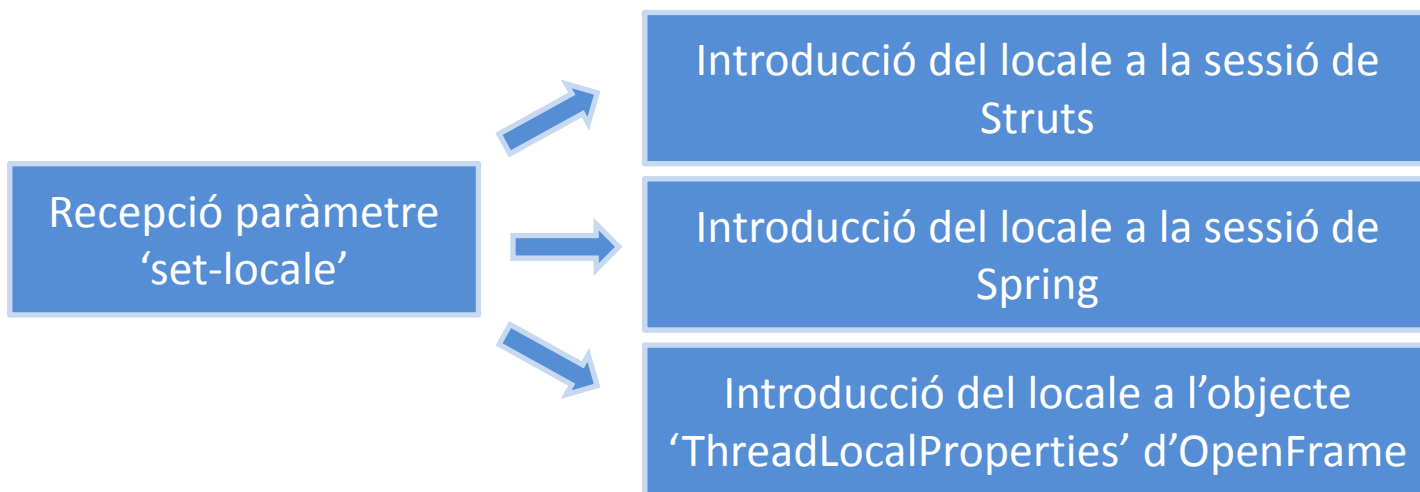 Recepció paràmetre
‘set-locale’
Introducció del locale a la sessió de
Struts
Introducció del locale a la sessió de
Spring
Introducció del locale a l’objecte
‘ThreadLocalProperties’ d’OpenFrame